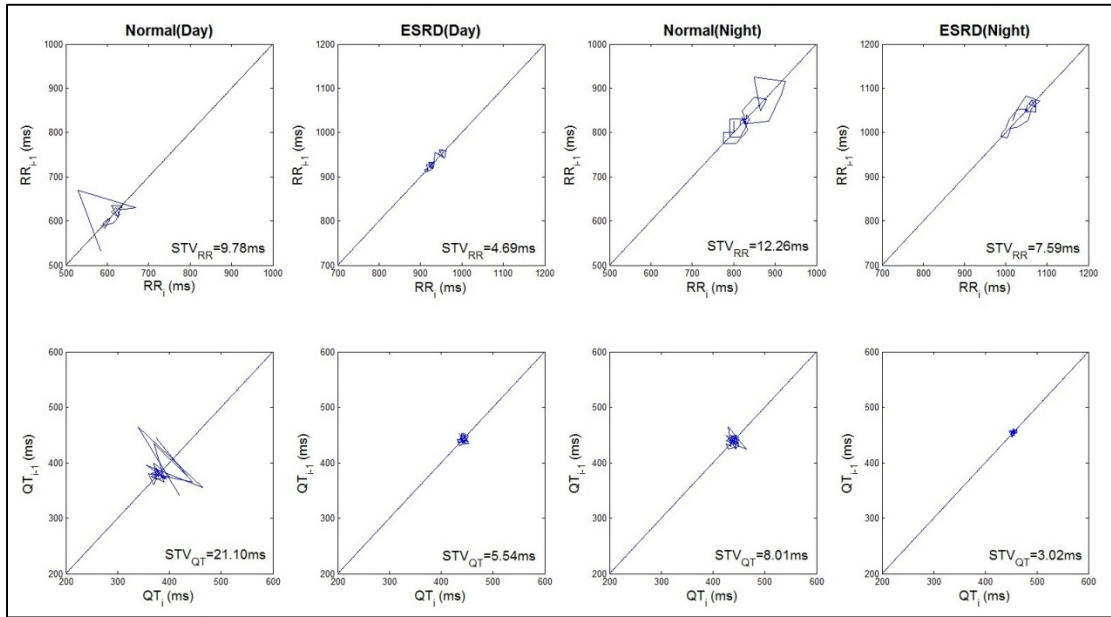 Normal(Day) ESRD(Day) Normal(Night) ESRD(Night)
1000 1200 1000 1200
900 1100 900 1100
800 1000 800 1000
700 900 700 900
600 800 600 800
500 700 500 700
RRi-1 (ms) RRi-1 (ms) RRi-1 (ms) RRi-1 (ms)
STVRR=9.78ms STVRR=4.69ms STVRR=12.26ms STVRR=7.59ms
500 600 700 800 900 1000 700 800 900 1000 1100 1200 500 600 700 800 900 1000 700 800 900 1000 1100 1200
RRi (ms) RRi (ms) RRi (ms) RRi (ms)
600 600 600 600
500 500 500 500
400 400 400 400
300 300 300 300
200 200 200 200
QTi-1 (ms) QTi-1 (ms) QTi-1 (ms) QTi-1 (ms)
STVQT=21.10ms STVQT=5.54ms STVQT=8.01ms STVQT=3.02ms
200 300 400 500 600 200 300 400 500 600 200 300 400 500 600 200 300 400 500 600
QTi (ms) QTi (ms) QTi (ms) QTi (ms)